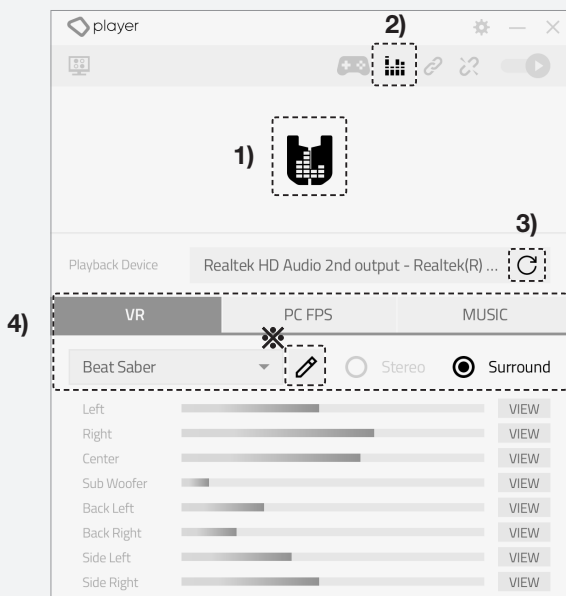 player
2)
1)
3)
Playback Device
Realtek HD Audio 2nd output - Realtek(R) ...
4)
VR PC FPS MUSIC
※
Beat Saber Stereo Surround
Left VIEW
Right VIEW
Center VIEW
Sub Woofer VIEW
Back Left VIEW
Back Right VIEW
Side Left VIEW
Side Right VIEW